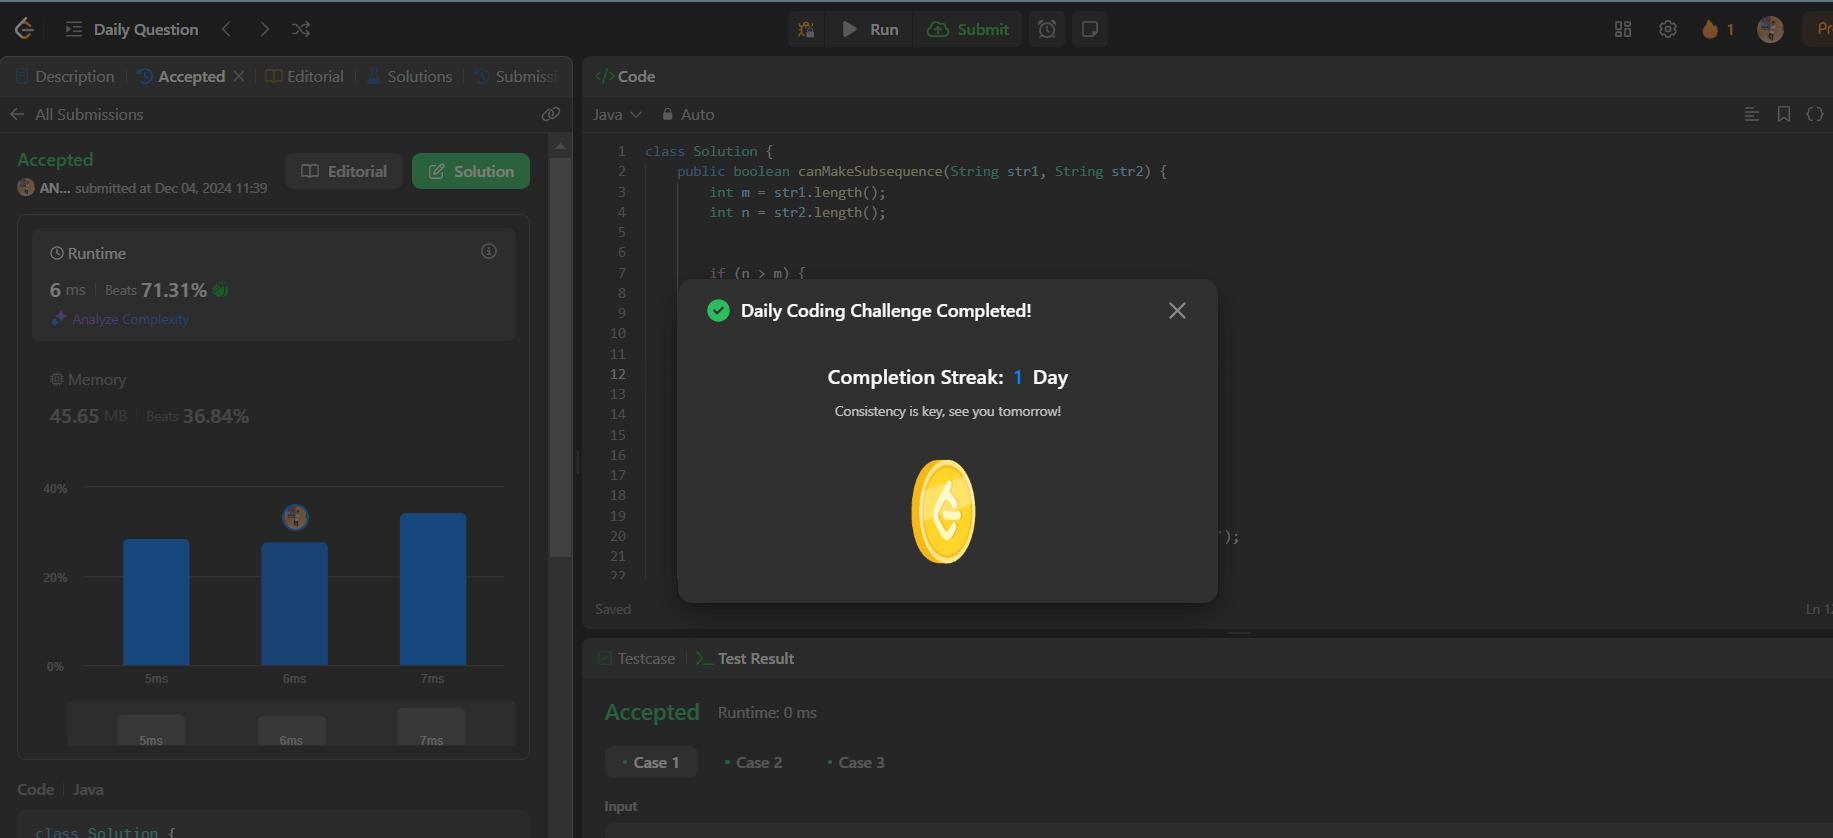 Daily Question
Run
Submit
1
Description
Accepted
Editorial
Solutions
All Submissions
Accepted
Editorial
Solution
AN... submitted at Dec 04, 2024 11:39
Runtime
6 ms | Beats 71.31%
Analyze Complexity
Memory
45.65 MB | Beats 36.84%
40%
20%
0%
5ms 6ms 7ms
5ms 6ms 7ms
Code | Java
class Solution {
</> Code
Java Auto
1 class Solution {
2 public boolean canMakeSubsequence(String str1, String str2) {
3 int m = str1.length();
4 int n = str2.length();
5
6
7 if (n > m) {
8
9
10
11
12
13
14
15
16
17
18
19
20 ');
21
22
Saved
Daily Coding Challenge Completed!
Completion Streak: 1 Day
Consistency is key, see you tomorrow!
Testcase
Test Result
Accepted Runtime: 0 ms
Case 1 Case 2 Case 3
Input